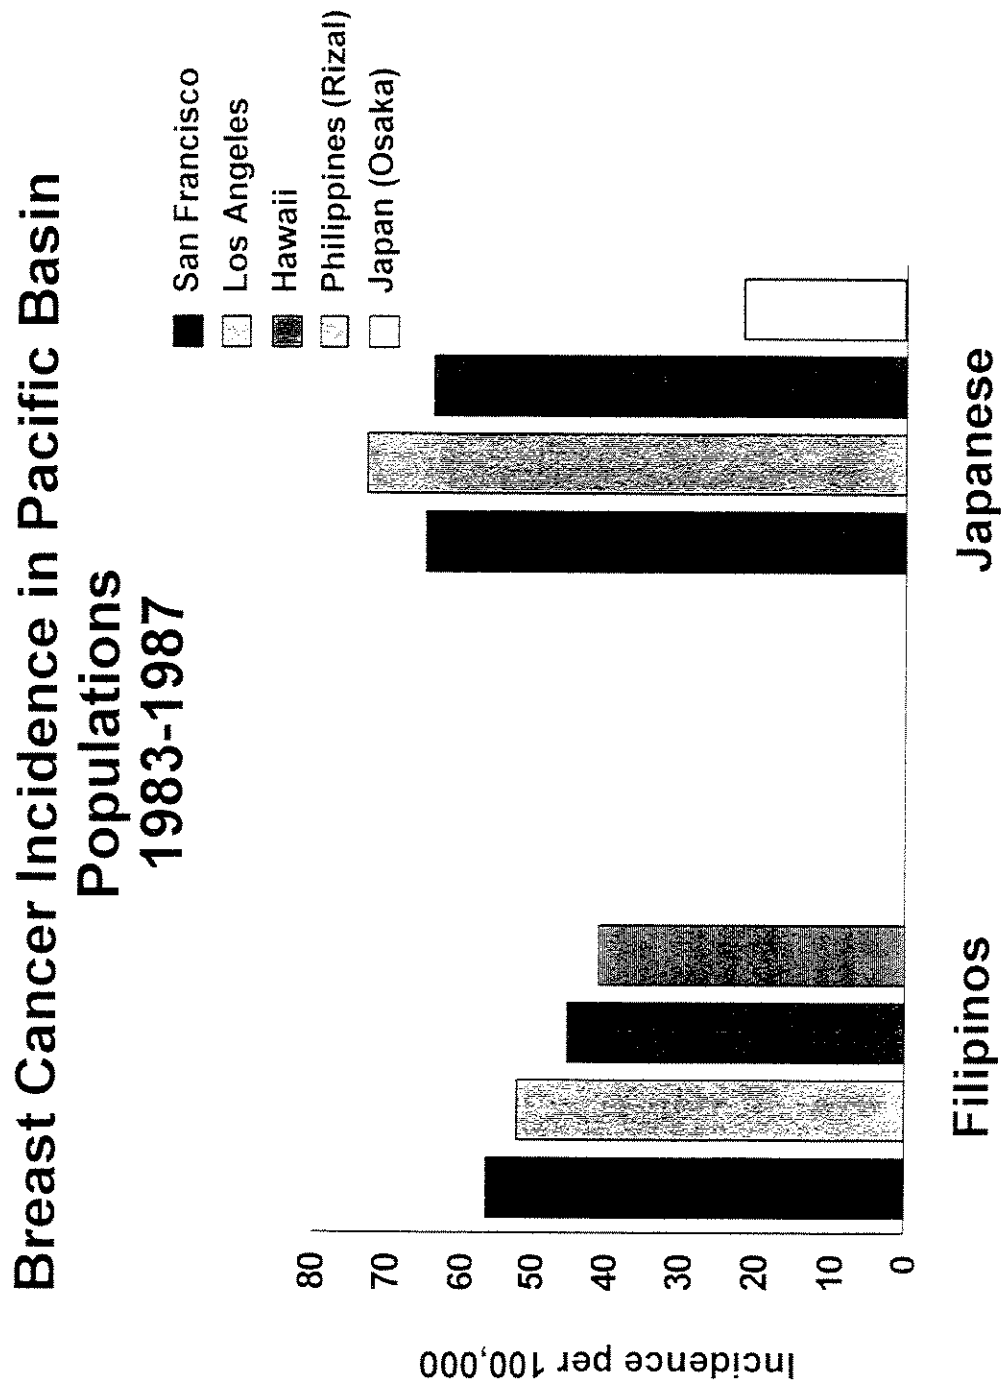 Breast Cancer Incidence in Pacific Basin
Populations
1983-1987
San Francisco
Los Angeles
Hawaii
Philippines (Rizal)
Japan (Osaka)
Incidence per 100,000
80
70
60
50
40
30
20
10
0
Filipinos
Japanese